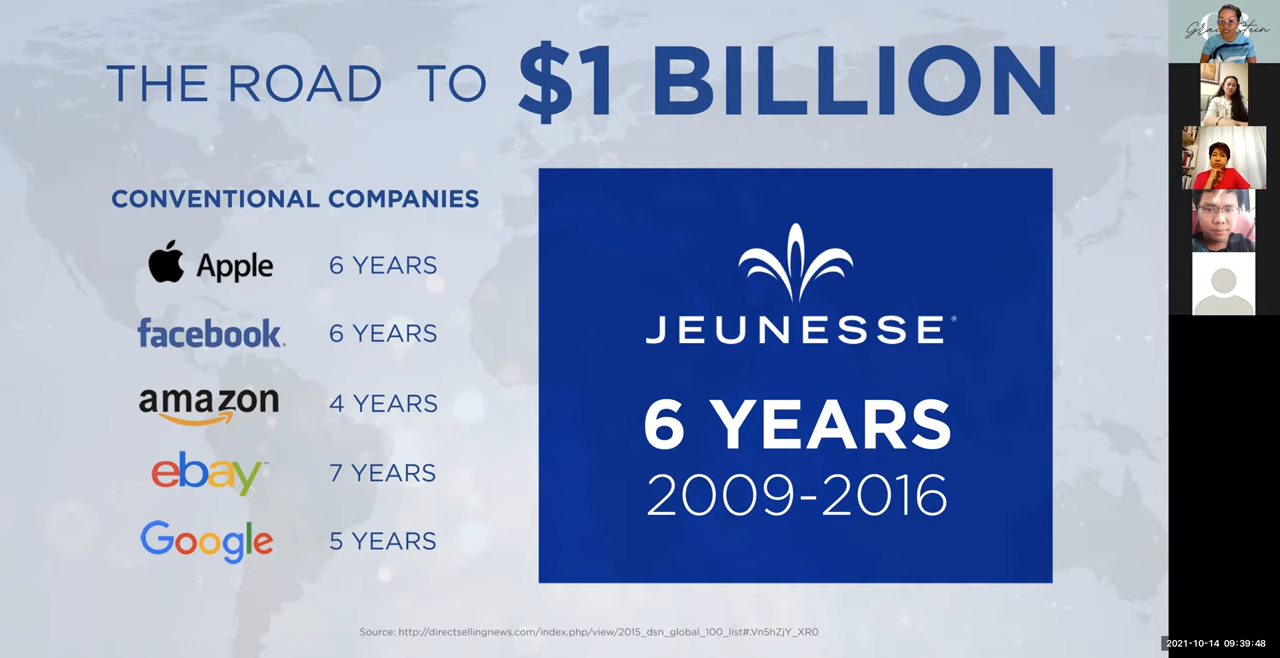 THE ROAD TO $1 BILLION
CONVENTIONAL COMPANIES
Apple 6 YEARS
facebook. 6 YEARS
amazon 4 YEARS
ebay™ 7 YEARS
Google 5 YEARS
JEUNESSE®
6 YEARS
2009-2016
Source: http://directsellingnews.com/index.php/view/2015_dsn_global_100_list#.Vn5hZjY_XR0
2021-10-14 09:39:48